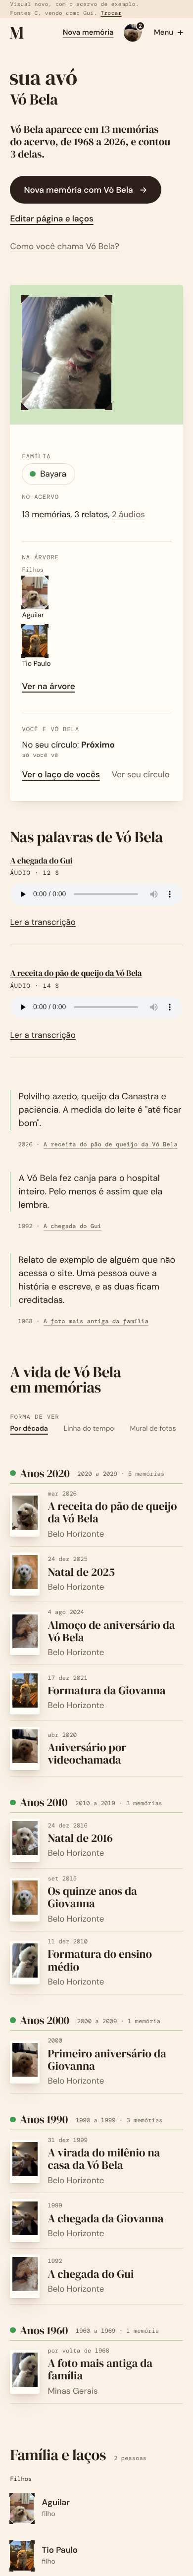 Visual novo, com o acervo de exemplo.
Fontes C, vendo como Gui. Trocar
M
Nova memória
2
Menu +
sua avó
Vó Bela
Vó Bela aparece em 13 memórias
do acervo, de 1968 a 2026, e contou
3 delas.
Nova memória com Vó Bela →
Editar página e laços
Como você chama Vó Bela?
FAMÍLIA
Bayara
NO ACERVO
13 memórias, 3 relatos, 2 áudios
NA ÁRVORE
Filhos
Aguilar
Tio Paulo
Ver na árvore
VOCÊ E VÓ BELA
No seu círculo: Próximo
só você vê
Ver o laço de vocês
Ver seu círculo
Nas palavras de Vó Bela
A chegada do Gui
ÁUDIO · 12 S
0:00 / 0:00
Ler a transcrição
A receita do pão de queijo da Vó Bela
ÁUDIO · 14 S
0:00 / 0:00
Ler a transcrição
Polvilho azedo, queijo da Canastra e
paciência. A medida do leite é "até ficar
bom".
2026 · A receita do pão de queijo da Vó Bela
A Vó Bela fez canja para o hospital
inteiro. Pelo menos é assim que ela
lembra.
1992 · A chegada do Gui
Relato de exemplo de alguém que não
acessa o site. Uma pessoa ouve a
história e escreve, e as duas ficam
creditadas.
1968 · A foto mais antiga da família
A vida de Vó Bela
em memórias
FORMA DE VER
Por década
Linha do tempo
Mural de fotos
Anos 2020 2020 a 2029 · 5 memórias
mar 2026
A receita do pão de queijo
da Vó Bela
Belo Horizonte
24 dez 2025
Natal de 2025
Belo Horizonte
4 ago 2024
Almoço de aniversário da
Vó Bela
Belo Horizonte
17 dez 2021
Formatura da Giovanna
Belo Horizonte
abr 2020
Aniversário por
videochamada
Anos 2010 2010 a 2019 · 3 memórias
24 dez 2016
Natal de 2016
Belo Horizonte
set 2015
Os quinze anos da
Giovanna
Belo Horizonte
11 dez 2010
Formatura do ensino
médio
Belo Horizonte
Anos 2000 2000 a 2009 · 1 memória
2000
Primeiro aniversário da
Giovanna
Belo Horizonte
Anos 1990 1990 a 1999 · 3 memórias
31 dez 1999
A virada do milênio na
casa da Vó Bela
Belo Horizonte
1999
A chegada da Giovanna
Belo Horizonte
1992
A chegada do Gui
Belo Horizonte
Anos 1960 1960 a 1969 · 1 memória
por volta de 1968
A foto mais antiga da
família
Minas Gerais
Família e laços 2 pessoas
Filhos
Aguilar
filho
Tio Paulo
filho